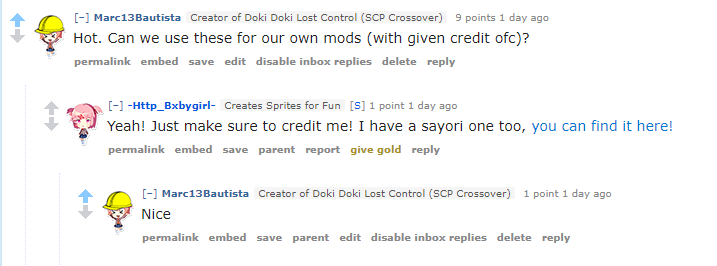 [–] Marc13Bautista Creator of Doki Doki Lost Control (SCP Crossover) 9 points 1 day ago
Hot. Can we use these for our own mods (with given credit ofc)?
permalink embed save edit disable inbox replies delete reply
[–] -Http_Bxbygirl- Creates Sprites for Fun [S] 1 point 1 day ago
Yeah! Just make sure to credit me! I have a sayori one too, you can find it here!
permalink embed save parent report give gold reply
[–] Marc13Bautista Creator of Doki Doki Lost Control (SCP Crossover) 1 point 1 day ago
Nice
permalink embed save parent edit disable inbox replies delete reply